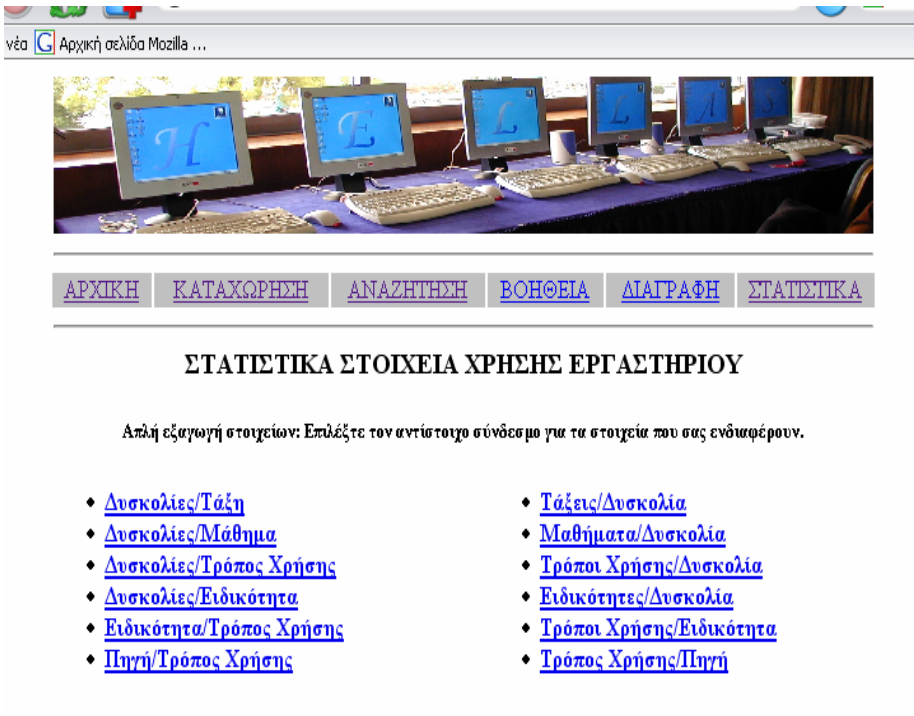 νέα G Αρχική σελίδα Mozilla ...
H E L L A S
ΑΡΧΙΚΗ ΚΑΤΑΧΩΡΗΣΗ ΑΝΑΖΗΤΗΣΗ ΒΟΗΘΕΙΑ ΔΙΑΓΡΑΦΗ ΣΤΑΤΙΣΤΙΚΑ
ΣΤΑΤΙΣΤΙΚΑ ΣΤΟΙΧΕΙΑ ΧΡΗΣΗΣ ΕΡΓΑΣΤΗΡΙΟΥ
Απλή εξαγωγή στοιχείων: Επιλέξτε τον αντίστοιχο σύνδεσμο για τα στοιχεία που σας ενδιαφέρουν.
• Δυσκολίες/Τάξη
• Δυσκολίες/Μάθημα
• Δυσκολίες/Τρόπος Χρήσης
• Δυσκολίες/Ειδικότητα
• Ειδικότητα/Τρόπος Χρήσης
• Πηγή/Τρόπος Χρήσης
• Τάξεις/Δυσκολία
• Μαθήματα/Δυσκολία
• Τρόποι Χρήσης/Δυσκολία
• Ειδικότητες/Δυσκολία
• Τρόποι Χρήσης/Ειδικότητα
• Τρόπος Χρήσης/Πηγή